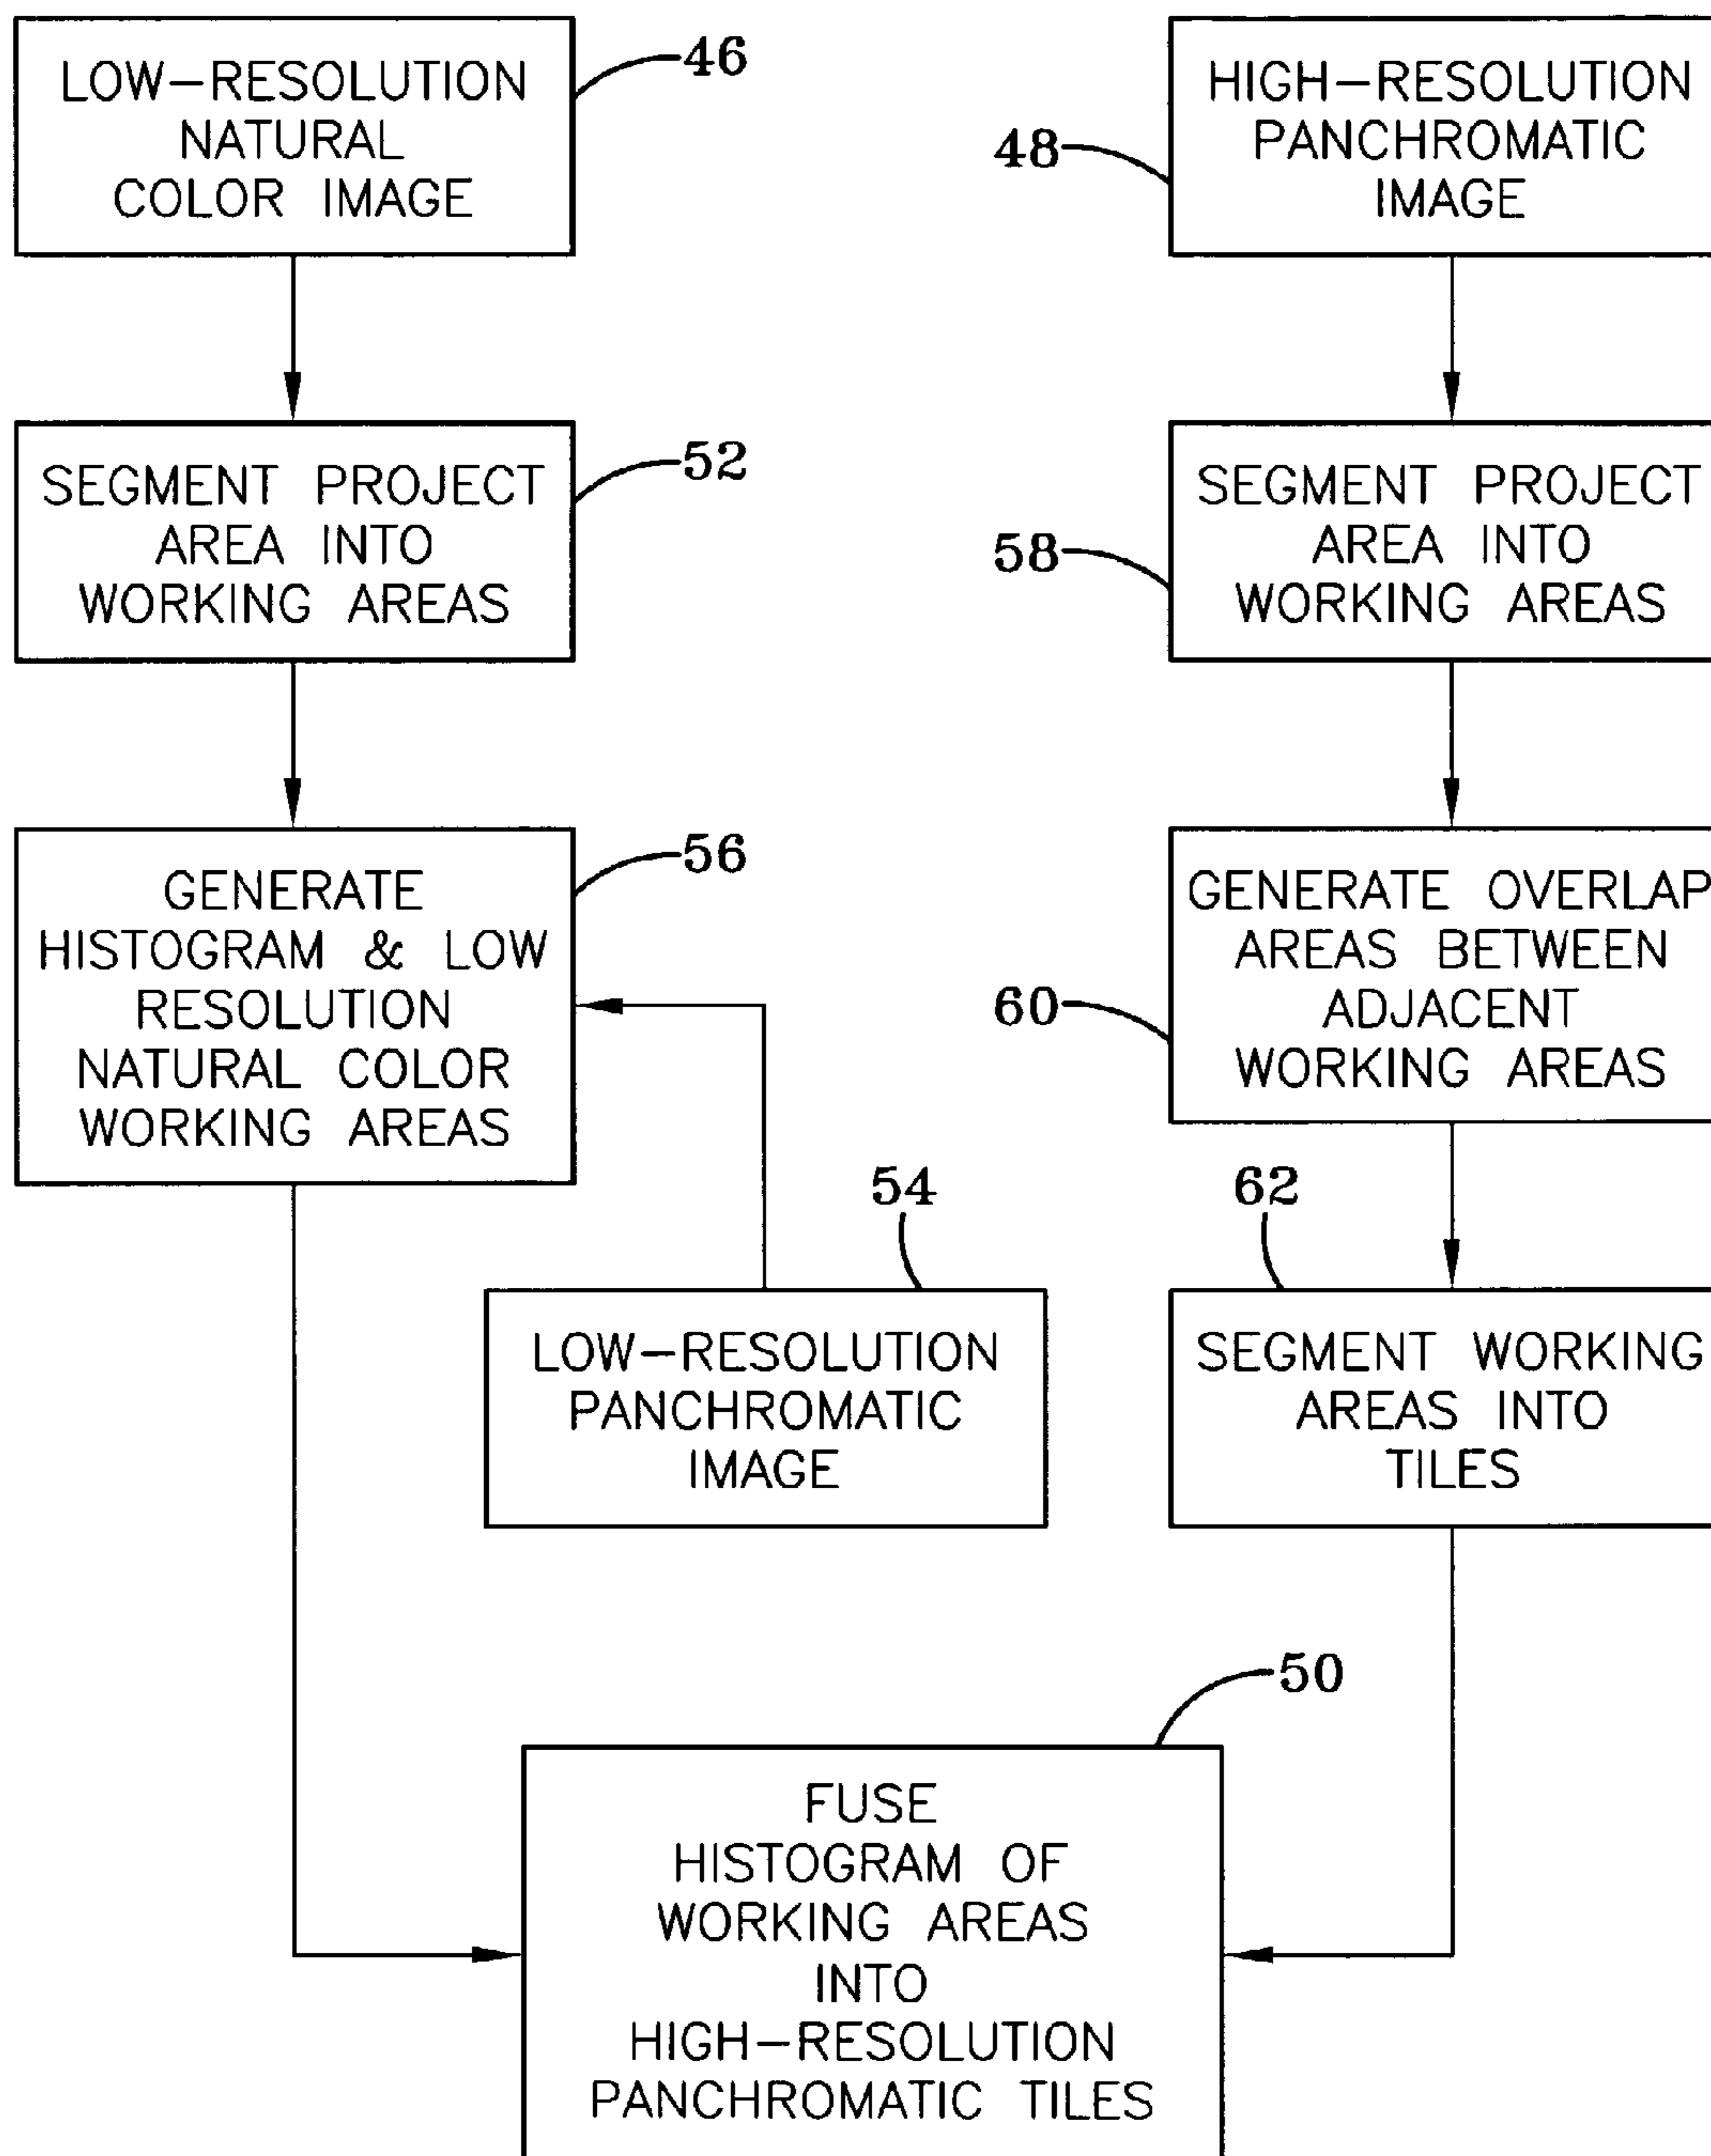 LOW-RESOLUTION
NATURAL
COLOR IMAGE
46
HIGH-RESOLUTION
PANCHROMATIC
IMAGE
48
SEGMENT PROJECT
AREA INTO
WORKING AREAS
52
SEGMENT PROJECT
AREA INTO
WORKING AREAS
58
GENERATE
HISTOGRAM & LOW
RESOLUTION
NATURAL COLOR
WORKING AREAS
56
GENERATE OVERLAP
AREAS BETWEEN
ADJACENT
WORKING AREAS
60
54
LOW-RESOLUTION
PANCHROMATIC
IMAGE
62
SEGMENT WORKING
AREAS INTO
TILES
50
FUSE
HISTOGRAM OF
WORKING AREAS
INTO
HIGH-RESOLUTION
PANCHROMATIC TILES